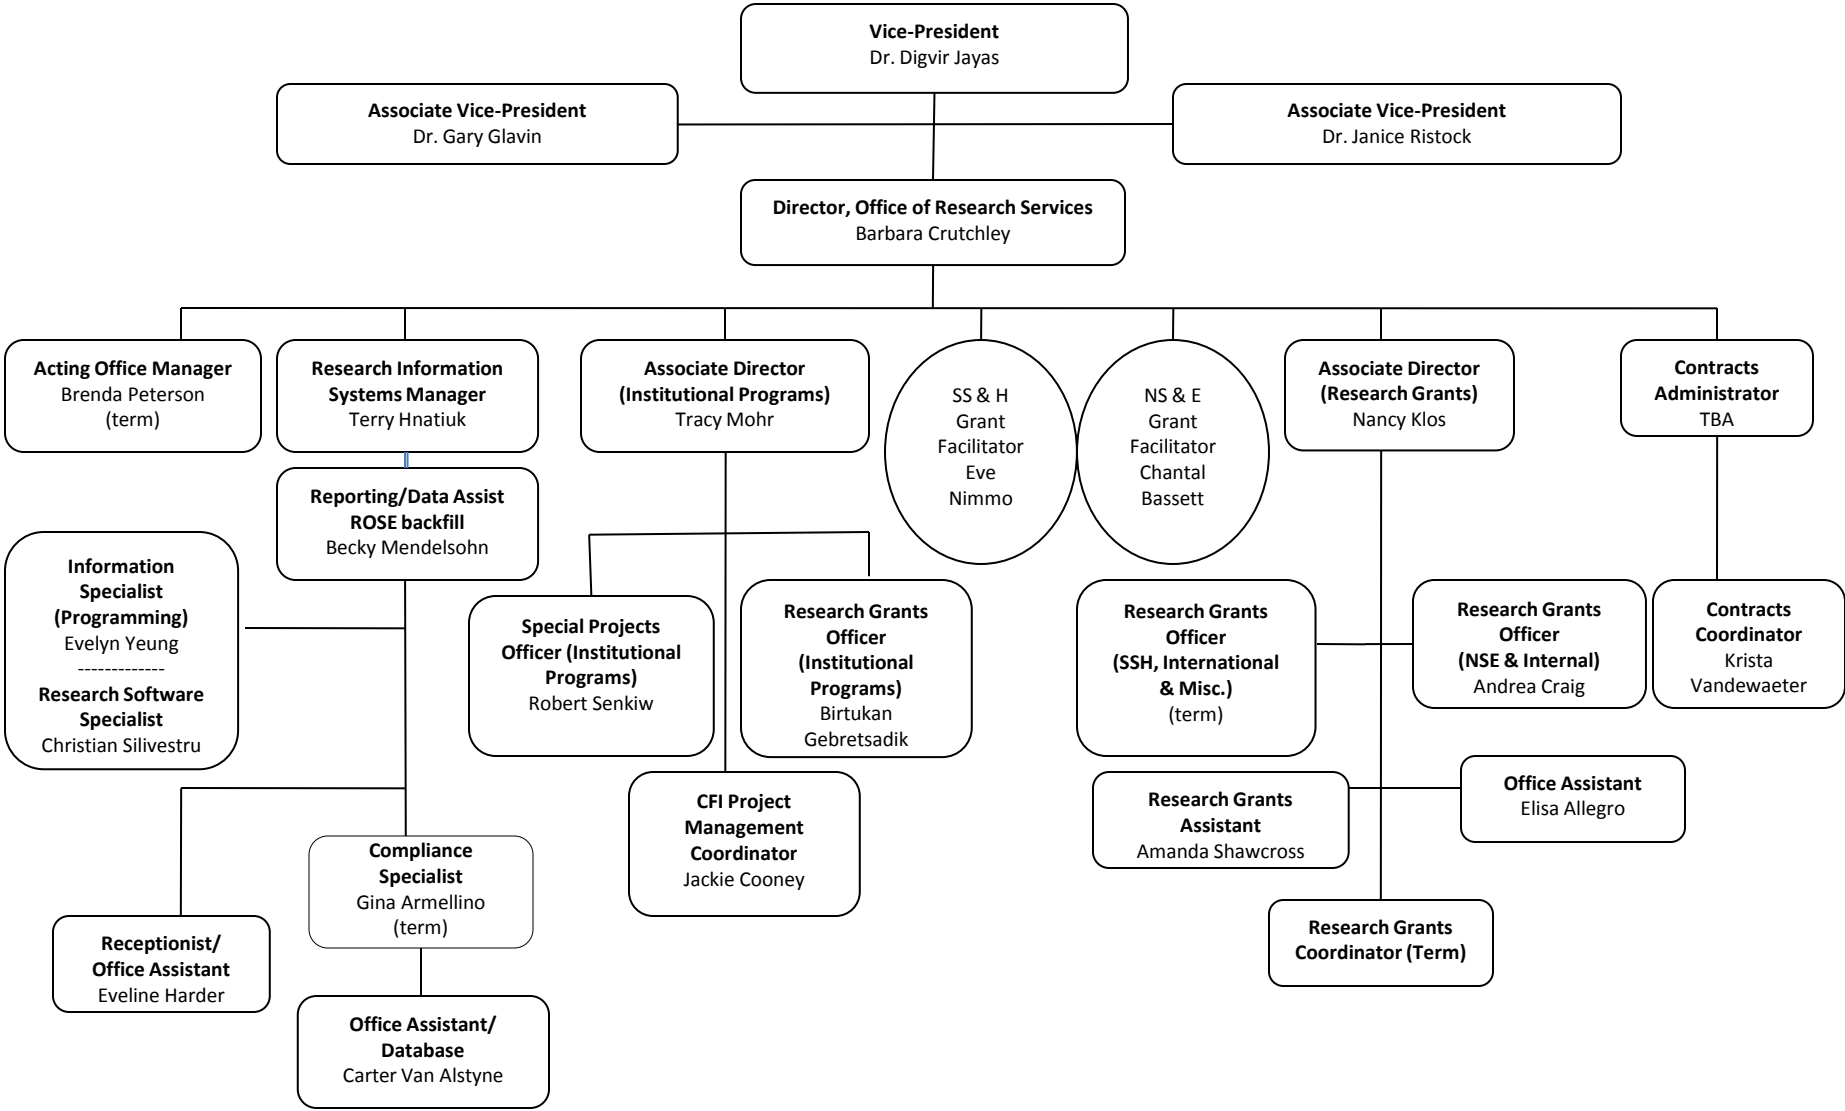 Vice-President
Dr. Digvir Jayas
Associate Vice-President
Dr. Gary Glavin
Associate Vice-President
Dr. Janice Ristock
Director, Office of Research Services
Barbara Crutchley
Acting Office Manager
Brenda Peterson
(term)
Research Information
Systems Manager
Terry Hnatiuk
Associate Director
(Institutional Programs)
Tracy Mohr
SS & H
Grant
Facilitator
Eve
Nimmo
NS & E
Grant
Facilitator
Chantal
Bassett
Associate Director
(Research Grants)
Nancy Klos
Contracts
Administrator
TBA
Reporting/Data Assist
ROSE backfill
Becky Mendelsohn
Information
Specialist
(Programming)
Evelyn Yeung
-------------
Research Software
Specialist
Christian Silivestru
Special Projects
Officer (Institutional
Programs)
Robert Senkiw
Research Grants
Officer
(Institutional
Programs)
Birtukan
Gebretsadik
Research Grants
Officer
(SSH, International
& Misc.)
(term)
Research Grants
Officer
(NSE & Internal)
Andrea Craig
Contracts
Coordinator
Krista
Vandewaeter
CFI Project
Management
Coordinator
Jackie Cooney
Research Grants
Assistant
Amanda Shawcross
Office Assistant
Elisa Allegro
Compliance
Specialist
Gina Armellino
(term)
Research Grants
Coordinator (Term)
Receptionist/
Office Assistant
Eveline Harder
Office Assistant/
Database
Carter Van Alstyne